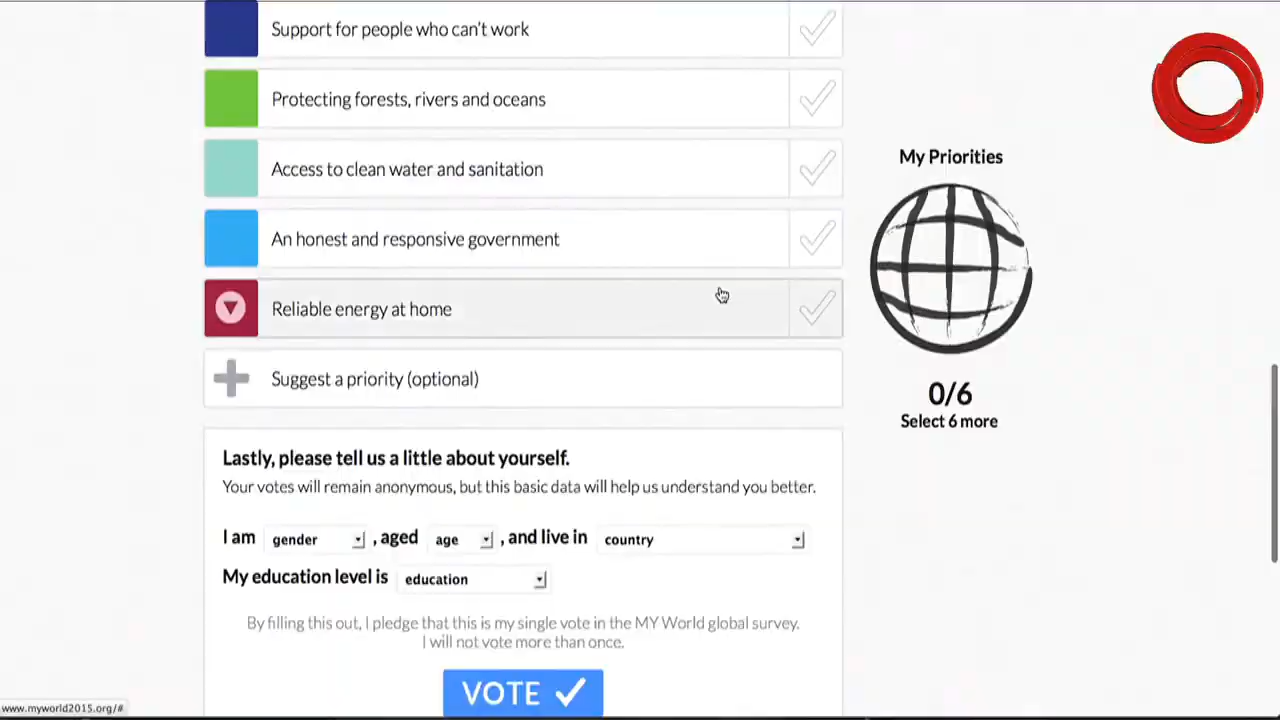 Support for people who can't work
Protecting forests, rivers and oceans
Access to clean water and sanitation
An honest and responsive government
Reliable energy at home
Suggest a priority (optional)
My Priorities
0/6
Select 6 more
Lastly, please tell us a little about yourself.
Your votes will remain anonymous, but this basic data will help us understand you better.
I am gender , aged age , and live in country
My education level is education
By filling this out, I pledge that this is my single vote in the MY World global survey.
I will not vote more than once.
VOTE
www.myworld2015.org/#